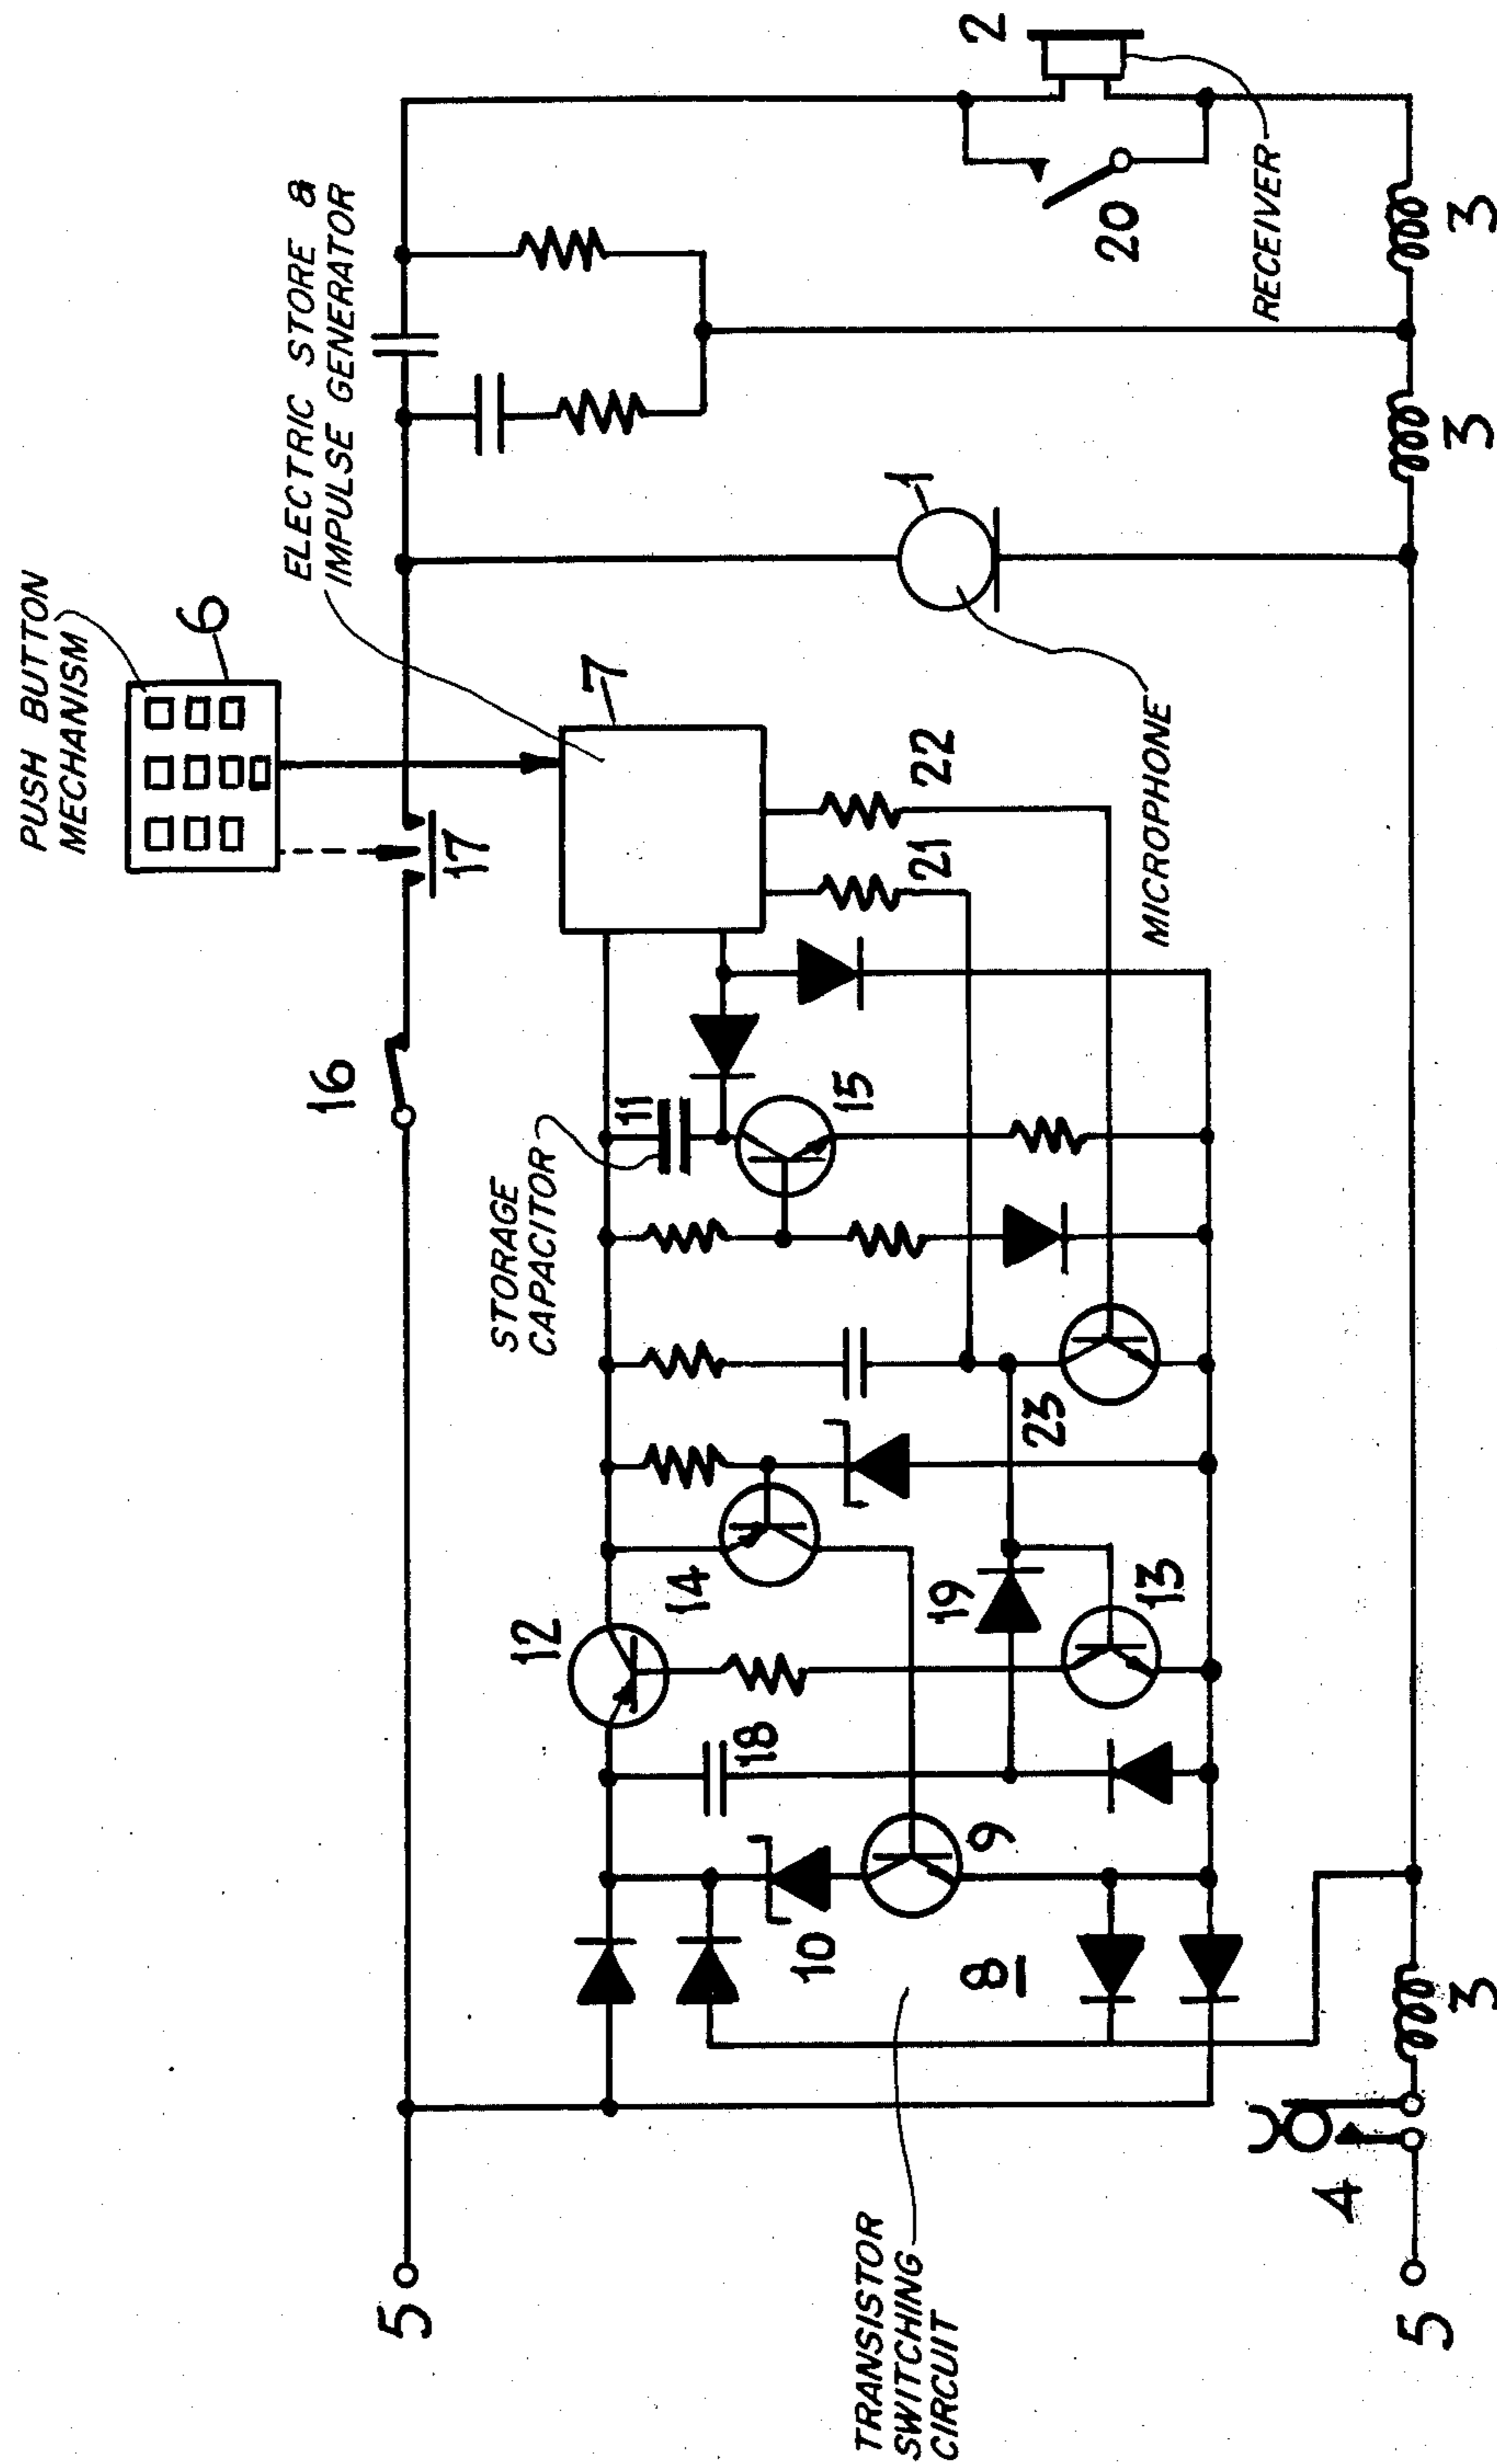 PUSH BUTTON
MECHANISM
6
ELECTRIC STORE &
IMPULSE GENERATOR
7
5
16
17
2
20
RECEIVER
STORAGE
CAPACITOR
11
15
21
22
12
14
18
19
13
23
1
MICROPHONE
10
9
8
TRANSISTOR
SWITCHING
CIRCUIT
4
5
3
3
3